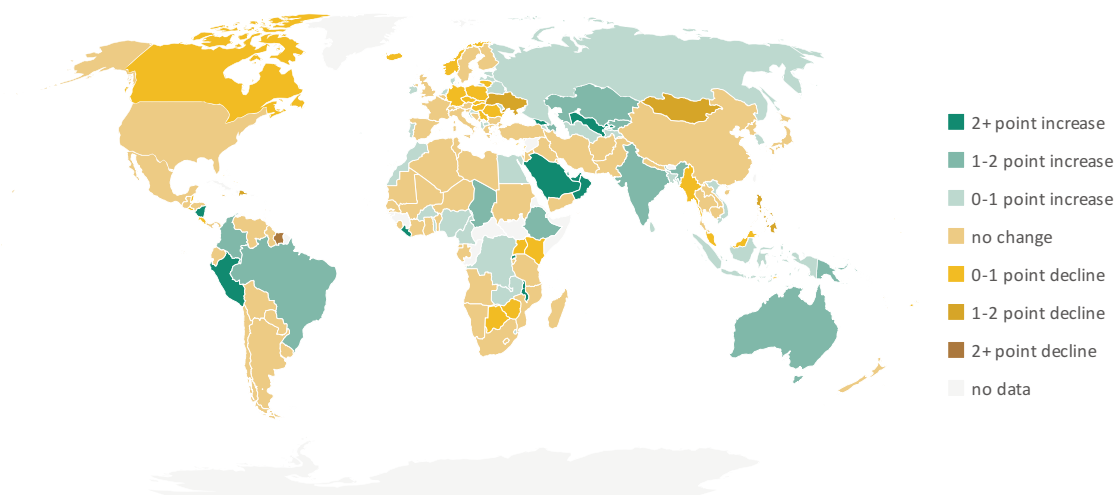 2+ point increase
1-2 point increase
0-1 point increase
no change
0-1 point decline
1-2 point decline
2+ point decline
no data